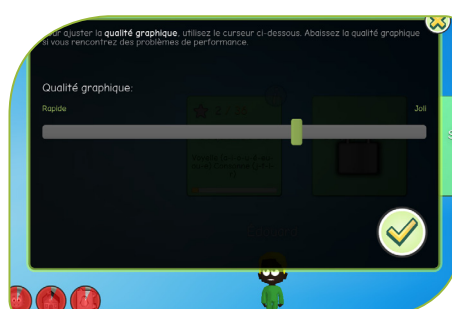 ur ajuster la qualité graphique, utilisez le curseur ci-dessous. Abaissez la qualité graphique
si vous rencontrez des problèmes de performance.
Qualité graphique:
Rapide
Joli